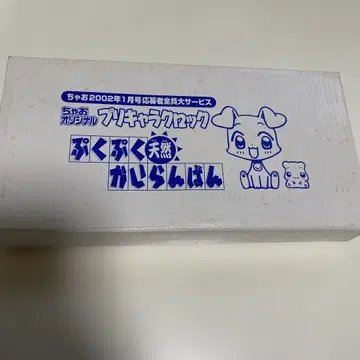 ちゃお2002年1月号応募者全員大サービス
ちゃおオリジナル プリキャラクロック
ぷくぷく天然
かいらんばん